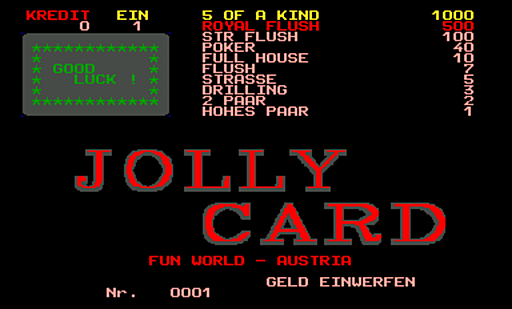 KREDIT EIN 5 OF A KIND 1000
0 1 ROYAL FLUSH 500
STR FLUSH 100
POKER 40
FULL HOUSE 10
GOOD FLUSH 7
LUCK ! STRASSE 5
DRILLING 3
2 PAAR 2
HOHES PAAR 1
JOLLY
CARD
FUN WORLD - AUSTRIA
GELD EINWERFEN
Nr. 0001